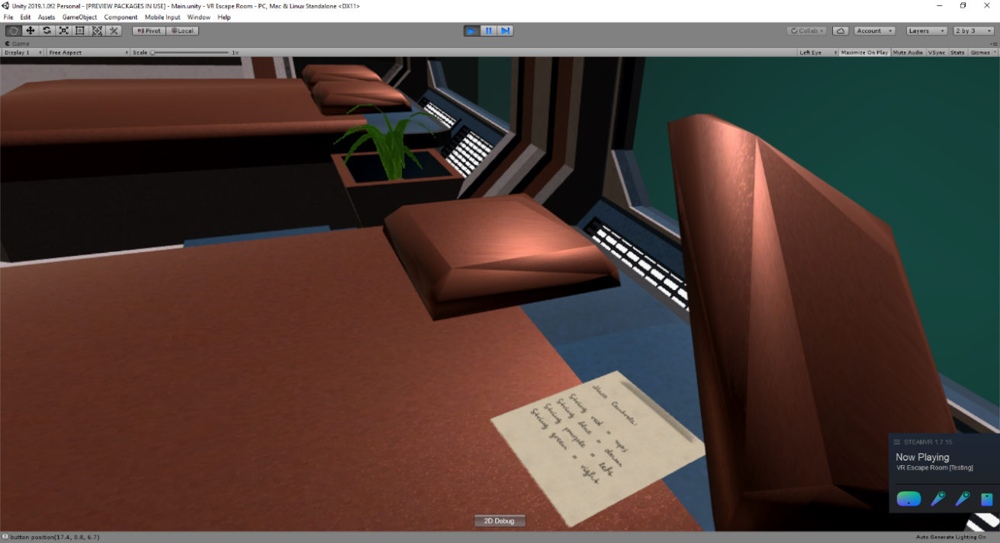 Unity 2019.1.0f2 Personal - [PREVIEW PACKAGES IN USE] - Main.unity - VR Escape Room - PC, Mac & Linux Standalone <DX11>
File Edit Assets GameObject Component Mobile Input Window Help
Pivot Local Collab Account Layers 2 by 3
Game
Display 1 Free Aspect Scale 1x Left Eye Maximize On Play Mute Audio VSync Stats Gizmos
Maze Controls:
String red = up
String blue = down
String purple = left
String green = right
STEAMVR 1.7.15
Now Playing
VR Escape Room [Testing]
2D Debug
button position(17.4, 0.8, 6.7) Auto Generate Lighting On